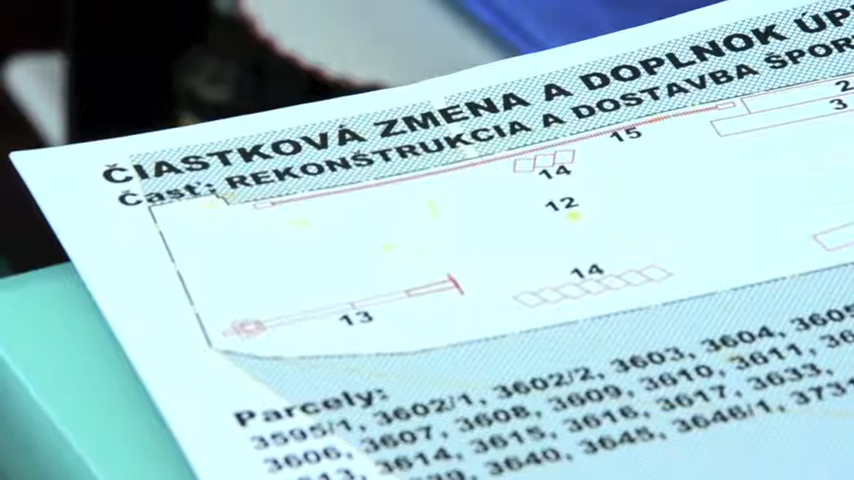 ČIASTKOVÁ ZMENA A DOPLNOK
Časť: REKONŠTRUKCIA A DOSTAVBA
2
3
15
14
12
14
13
Parcely:
3595/1, 3602/1, 3602/2, 3603, 3604, 3605
3606, 3607, 3608, 3609, 3610, 3611,
3614, 3615, 3616, 3617, 3633,
3640, 3645, 3646/1,